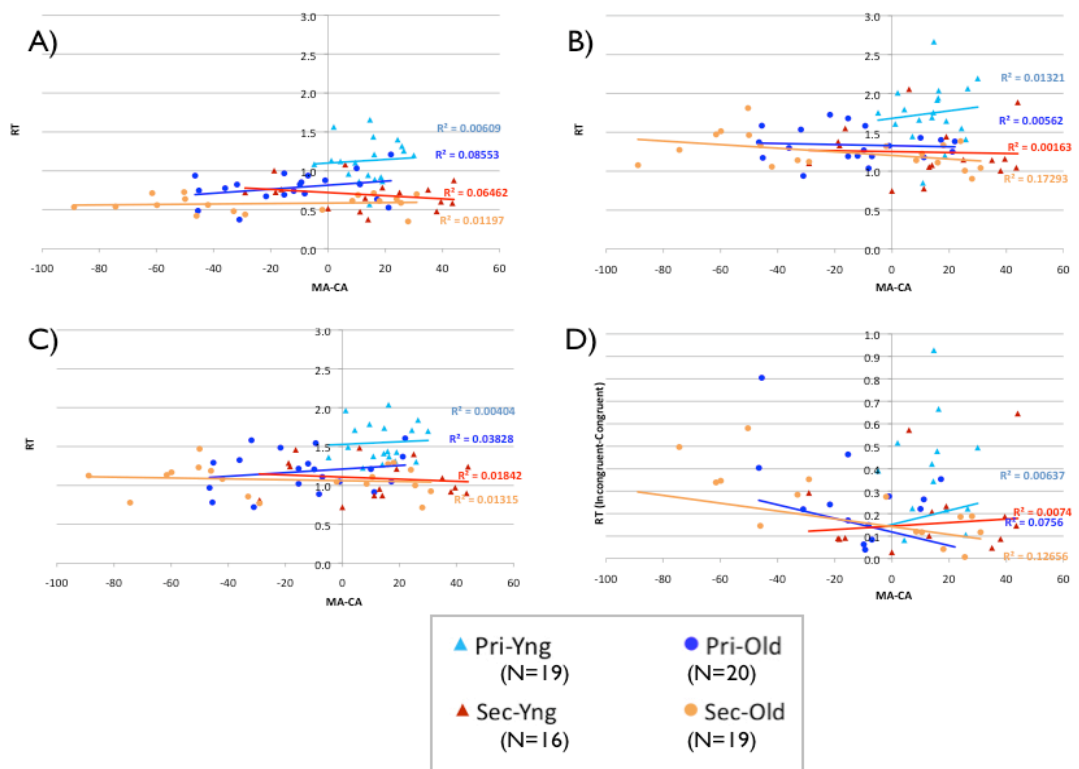 A)
3.0
2.5
2.0
1.5
1.0
0.5
0.0
RT
R² = 0.00609
R² = 0.08553
R² = 0.06462
R² = 0.01197
-100 -80 -60 -40 -20 0 20 40 60
MA-CA
B)
3.0
2.5
2.0
1.5
1.0
0.5
0.0
RT
R² = 0.01321
R² = 0.00562
R² = 0.00163
R² = 0.17293
-100 -80 -60 -40 -20 0 20 40 60
MA-CA
C)
3.0
2.5
2.0
1.5
1.0
0.5
0.0
RT
R² = 0.00404
R² = 0.03828
R² = 0.01842
R² = 0.01315
-100 -80 -60 -40 -20 0 20 40 60
MA-CA
D)
1.0
0.9
0.8
0.7
0.6
0.5
0.4
0.3
0.2
0.1
0.0
RT (Incongruent-Congruent)
R² = 0.00637
R² = 0.0074
R² = 0.0756
R² = 0.12656
-100 -80 -60 -40 -20 0 20 40 60
MA-CA
Pri-Yng Pri-Old
(N=19) (N=20)
Sec-Yng Sec-Old
(N=16) (N=19)